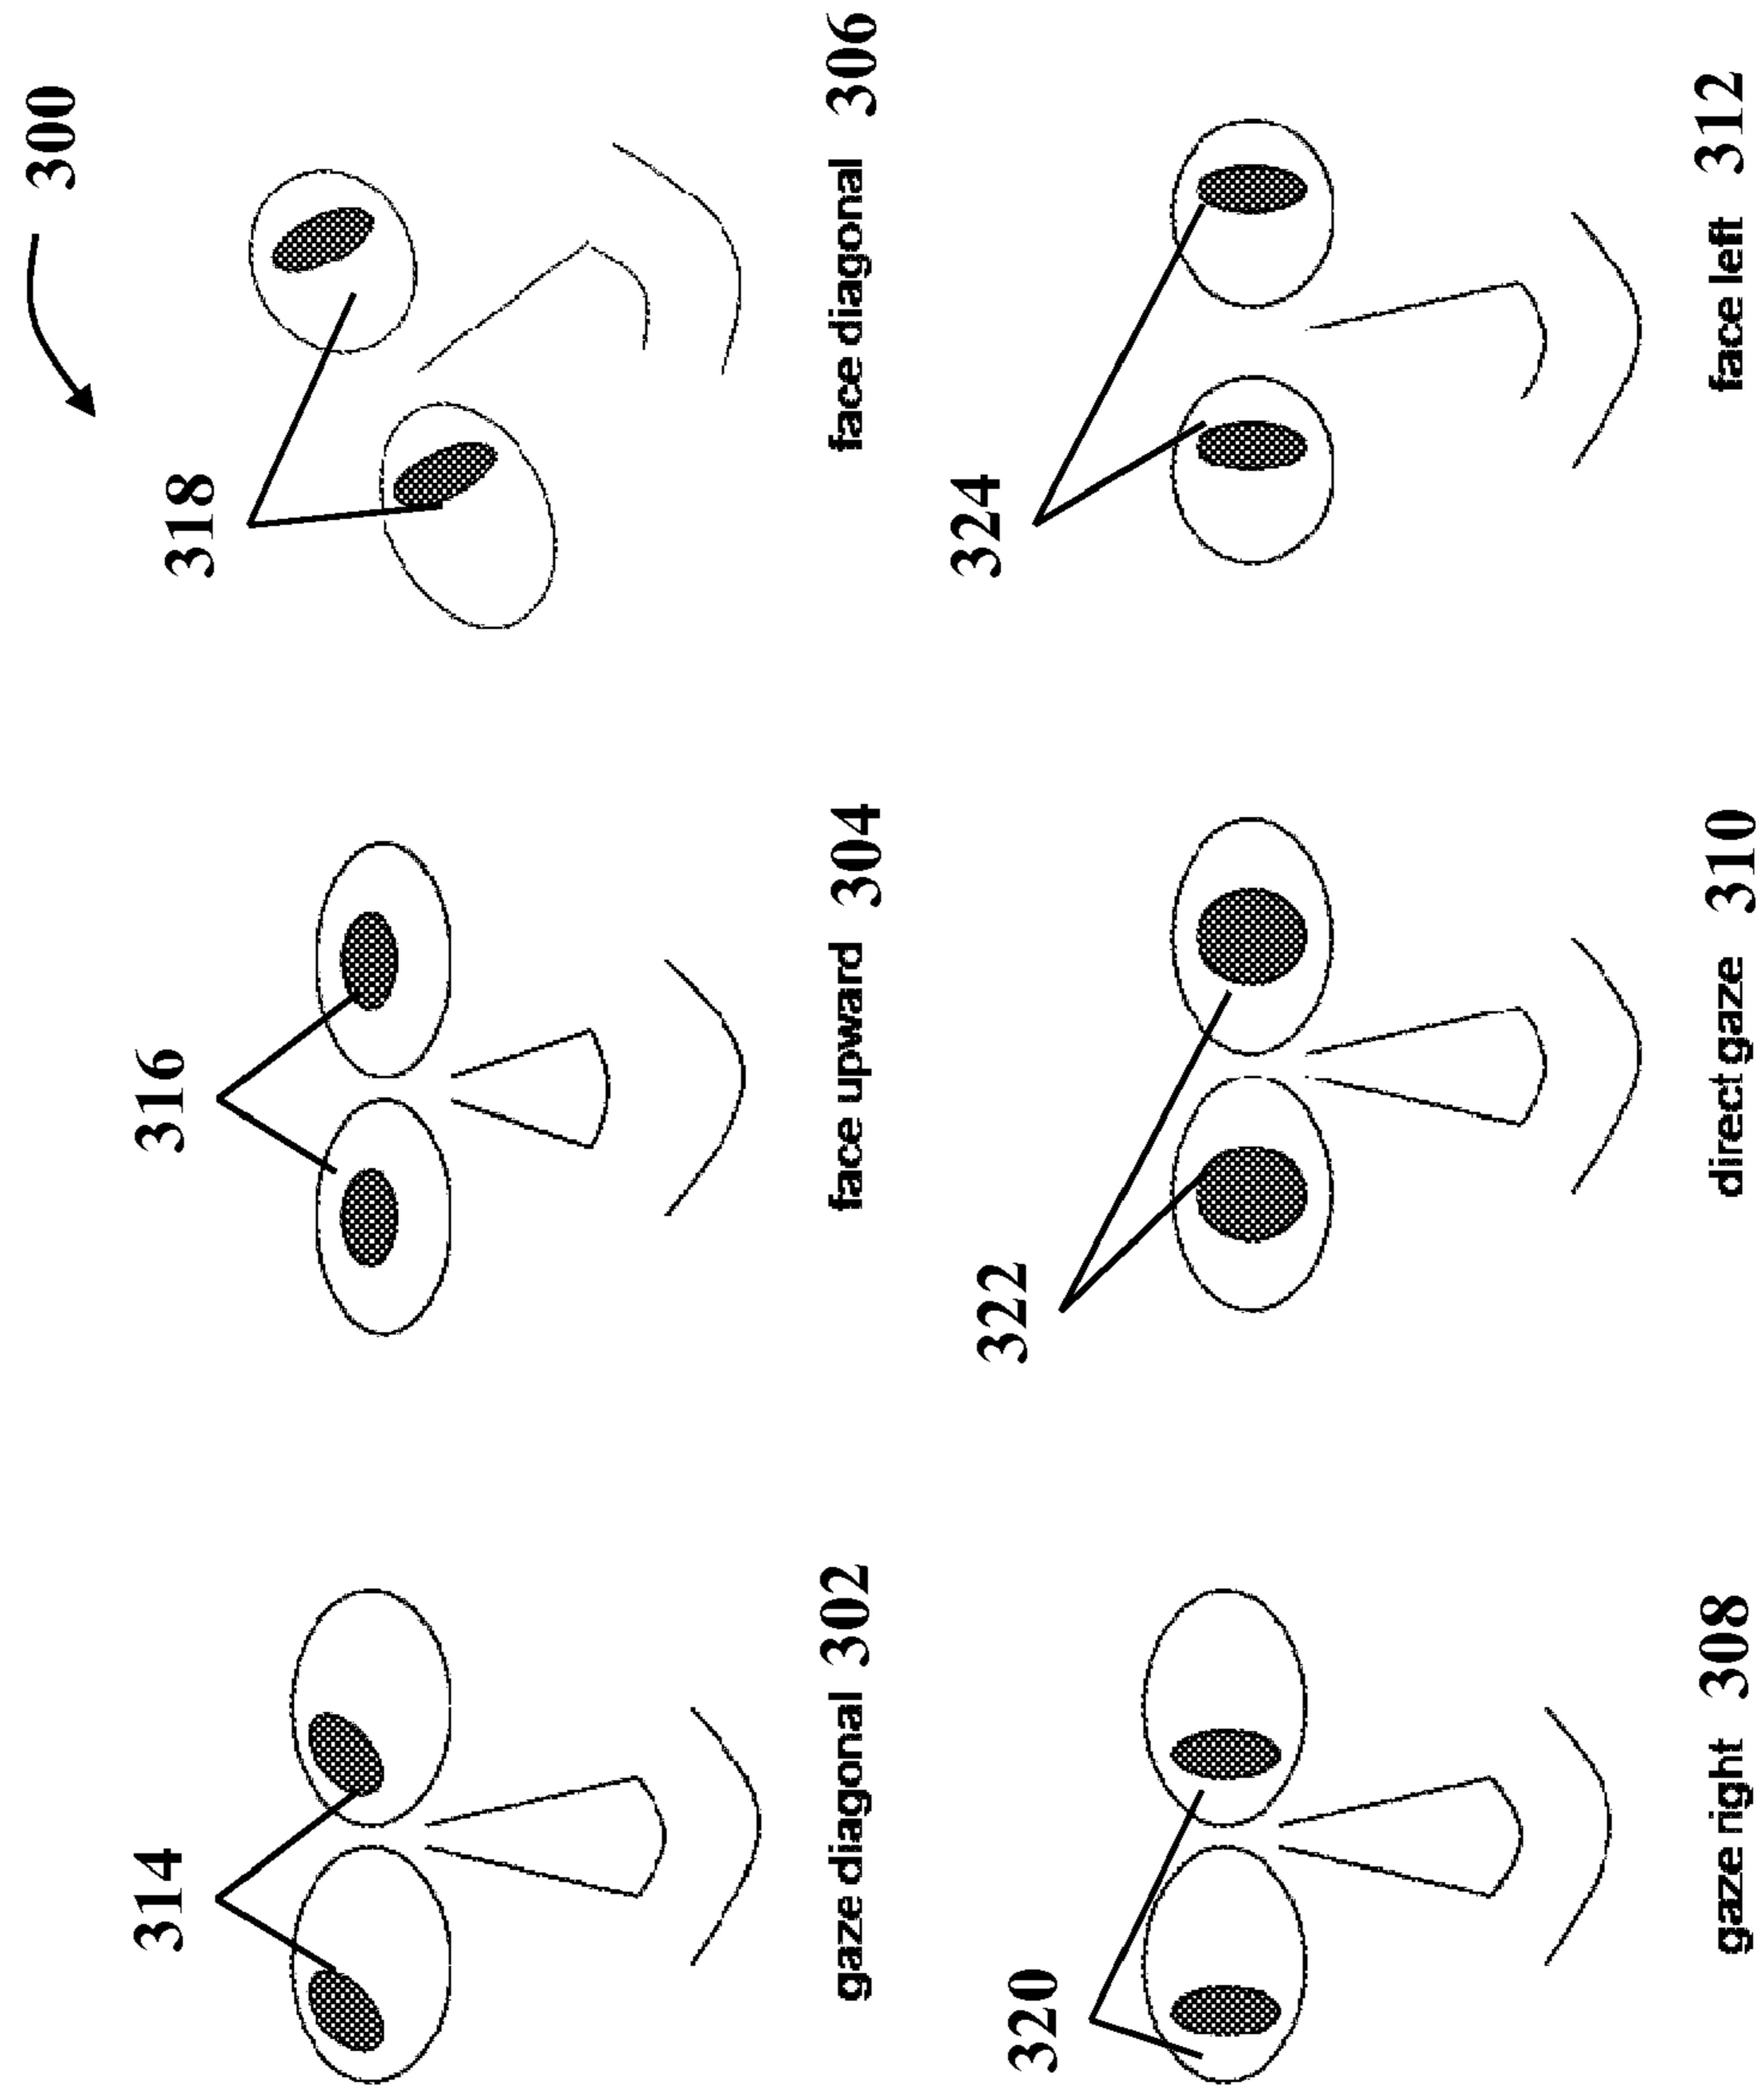 300
314
316
318
gaze diagonal 302
face upward 304
face diagonal 306
320
322
324
gaze right 308
direct gaze 310
face left 312